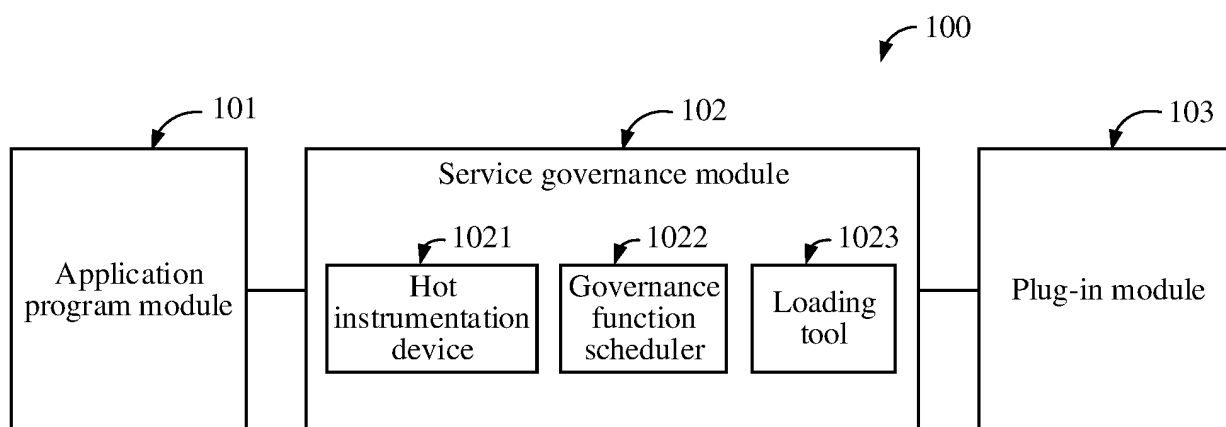 100
101
102
103
Service governance module
1021
1022
1023
Application
program module
Hot
instrumentation
device
Governance
function
scheduler
Loading
tool
Plug-in module